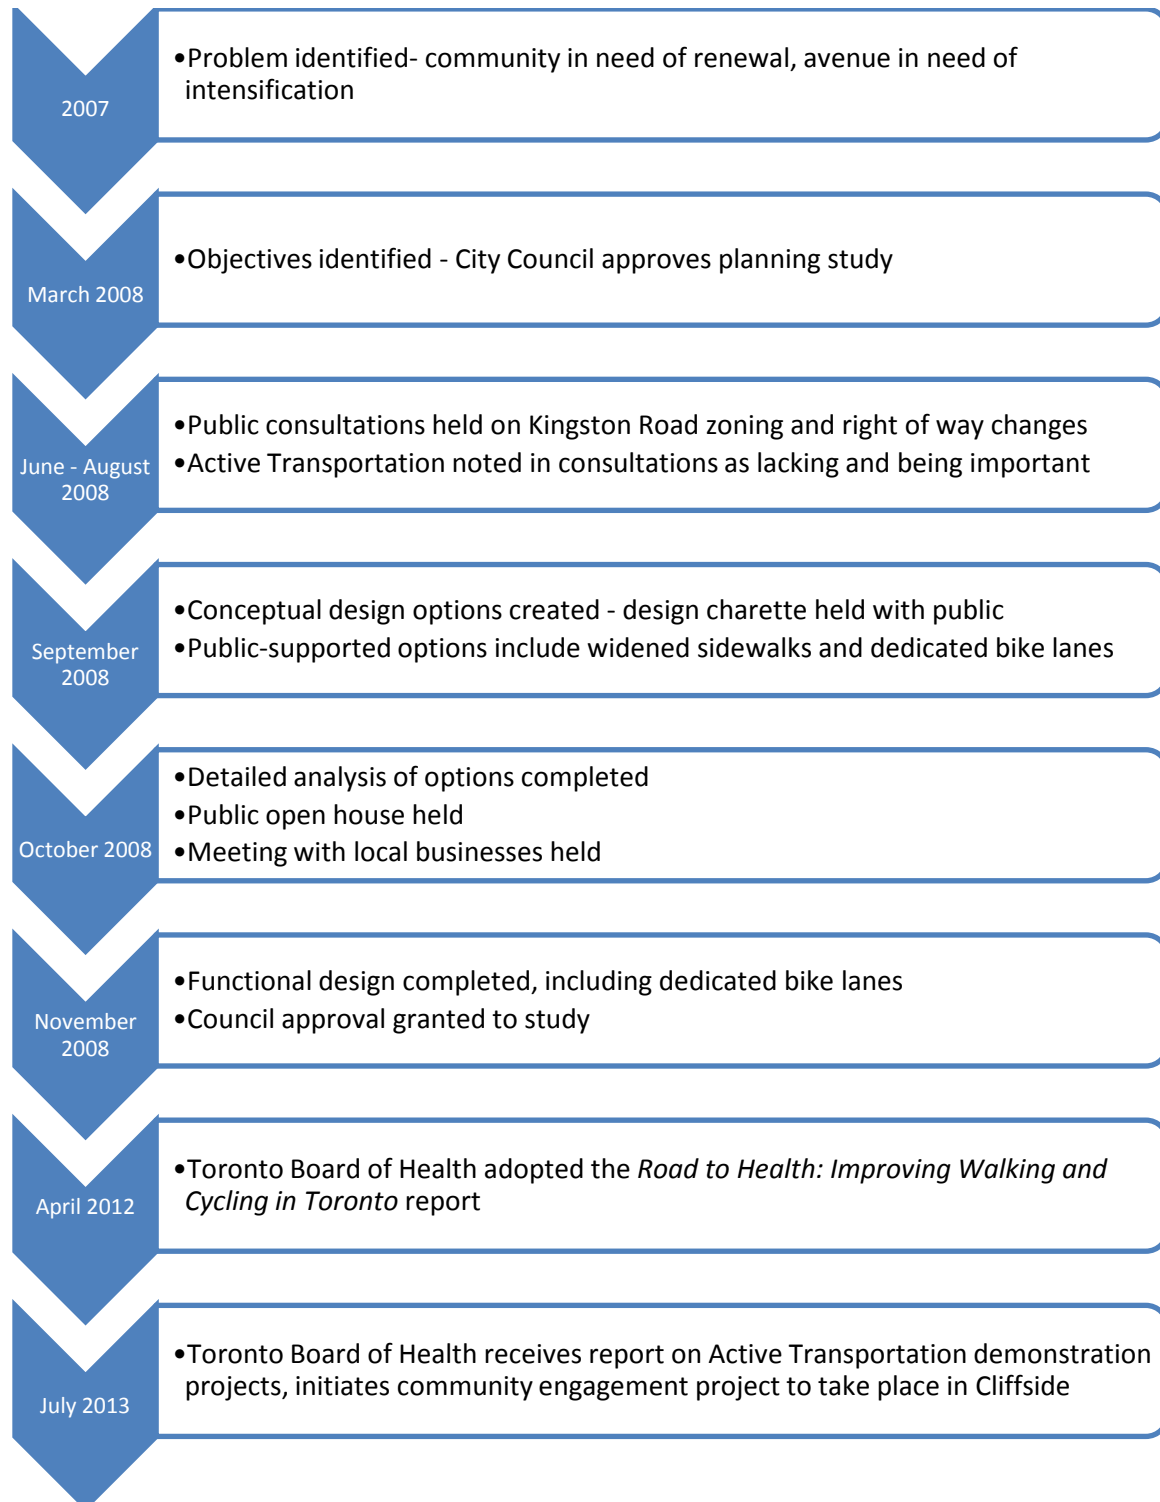 2007
•Problem identified- community in need of renewal, avenue in need of
intensification
March 2008
•Objectives identified - City Council approves planning study
June - August
2008
•Public consultations held on Kingston Road zoning and right of way changes
•Active Transportation noted in consultations as lacking and being important
September
2008
•Conceptual design options created - design charette held with public
•Public-supported options include widened sidewalks and dedicated bike lanes
October 2008
•Detailed analysis of options completed
•Public open house held
•Meeting with local businesses held
November
2008
•Functional design completed, including dedicated bike lanes
•Council approval granted to study
April 2012
•Toronto Board of Health adopted the Road to Health: Improving Walking and
Cycling in Toronto report
July 2013
•Toronto Board of Health receives report on Active Transportation demonstration
projects, initiates community engagement project to take place in Cliffside